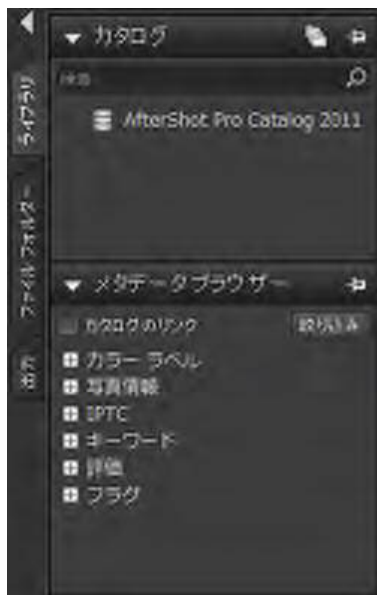 ライブラリ
ファイル フォルダー
出力
カタログ
検索
AfterShot Pro Catalog 2011
メタデータブラウザー
カタログのリンク
絞り込み
カラー ラベル
写真情報
IPTC
キーワード
評価
フラグ